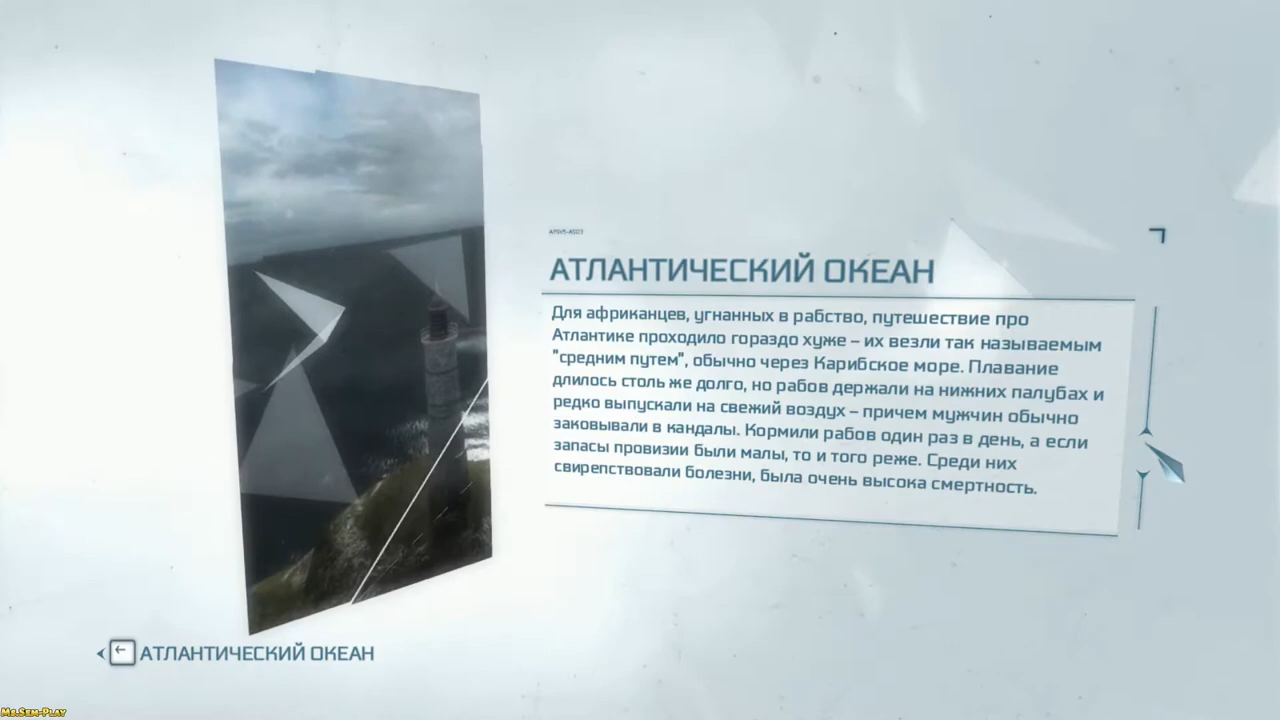 АТЛАНТИЧЕСКИЙ ОКЕАН
Для африканцев, угнанных в рабство, путешествие про
Атлантике проходило гораздо хуже – их везли так называемым
"средним путем", обычно через Карибское море. Плавание
длилось столь же долго, но рабов держали на нижних палубах и
редко выпускали на свежий воздух – причем мужчин обычно
заковывали в кандалы. Кормили рабов один раз в день, а если
запасы провизии были малы, то и того реже. Среди них
свирепствовали болезни, была очень высока смертность.
АТЛАНТИЧЕСКИЙ ОКЕАН
Ms.Sen-Play